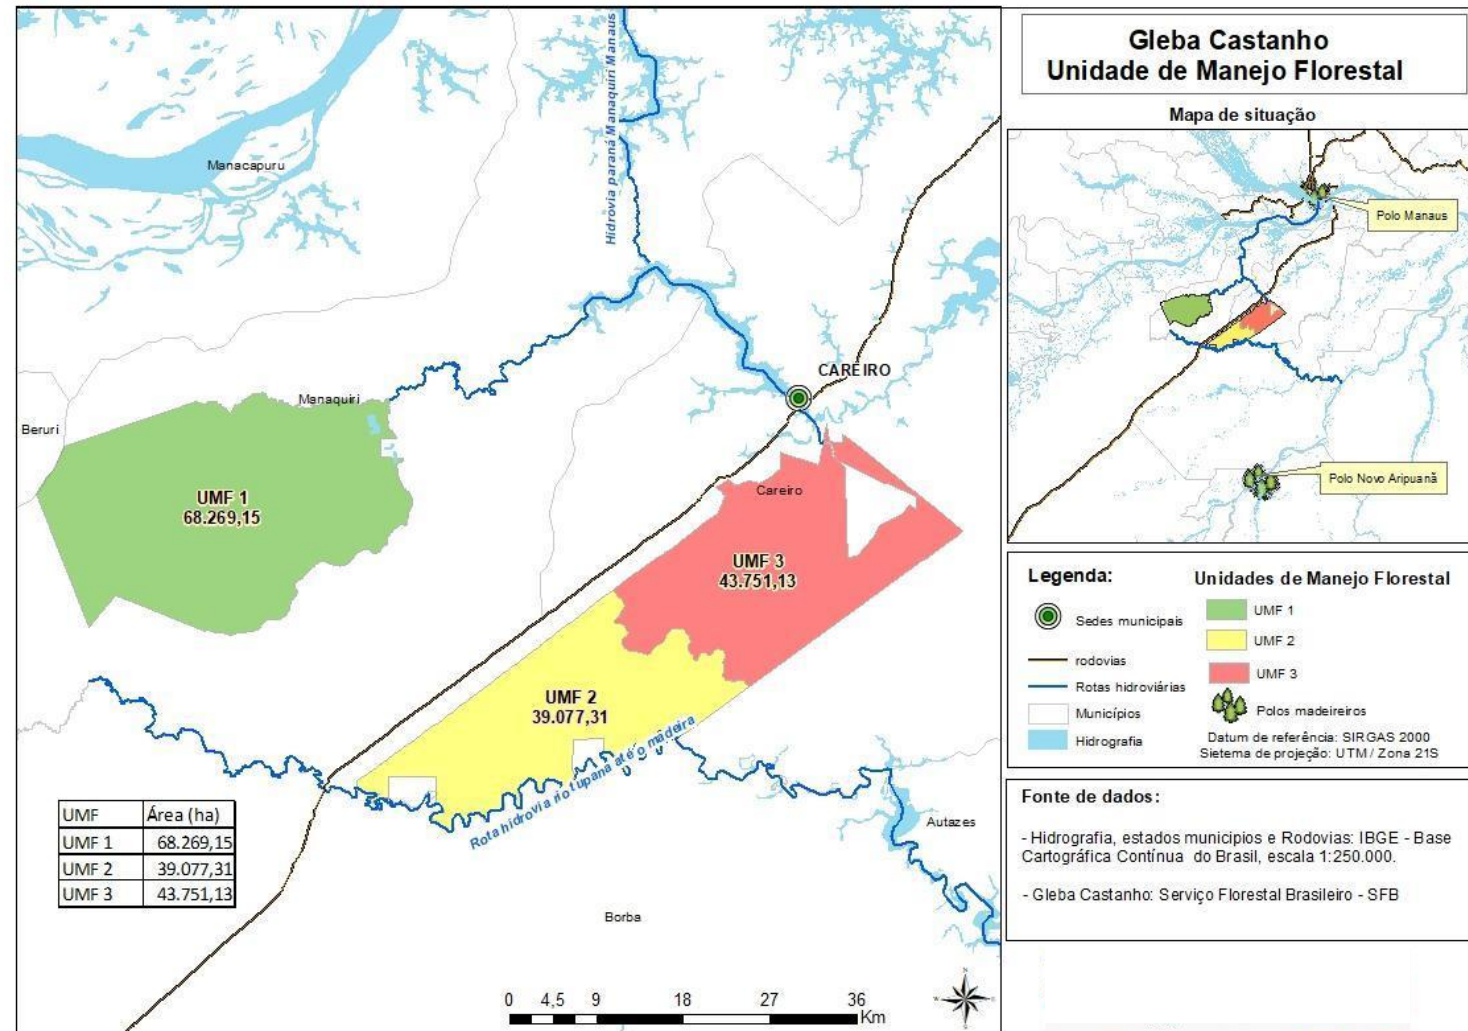 Gleba Castanho
Unidade de Manejo Florestal
Mapa de situação
Polo Manaus
Polo Novo Aripuanã
Hidrovia paraná Manaquiri Manaus
Manacapuru
CAREIRO
Manaquiri
Beruri
UMF 1
68.269,15
Careiro
UMF 3
43.751,13
UMF 2
39.077,31
Rota hidrovia rio tupanã até o madeira
Autazes
Borba
UMF Área (ha)
UMF 1 68.269,15
UMF 2 39.077,31
UMF 3 43.751,13
0 4,5 9 18 27 36
Km
N
Legenda:
Sedes municipais
rodovias
Rotas hidroviárias
Municípios
Hidrografia
Unidades de Manejo Florestal
UMF 1
UMF 2
UMF 3
Polos madeireiros
Datum de referência: SIRGAS 2000
Sietema de projeção: UTM / Zona 21S
Fonte de dados:
- Hidrografia, estados municipios e Rodovias: IBGE - Base
Cartográfica Contínua do Brasil, escala 1:250.000.
- Gleba Castanho: Serviço Florestal Brasileiro - SFB